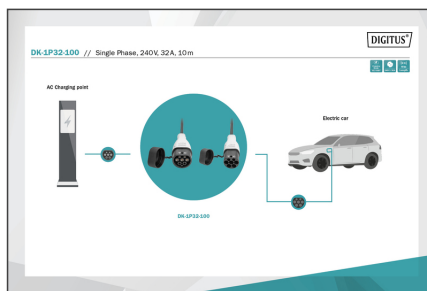 DIGITUS®
DK-1P32-100 // Single Phase, 240V, 32A, 10m
AC Charging point
Electric car
DK-1P32-100